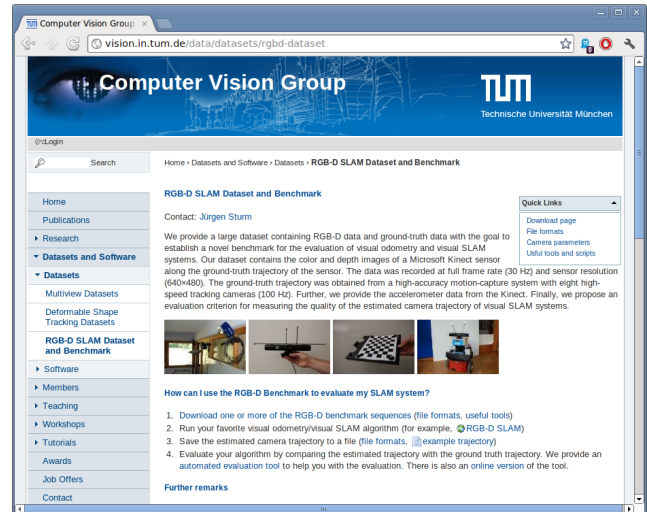 Computer Vision Group
vision.in.tum.de/data/datasets/rgbd-dataset
Computer Vision Group
TUM
Technische Universität München
Login
Search
Home › Datasets and Software › Datasets › RGB-D SLAM Dataset and Benchmark
Home
Publications
Research
Datasets and Software
Datasets
Multiview Datasets
Deformable Shape
Tracking Datasets
RGB-D SLAM Dataset
and Benchmark
Software
Members
Teaching
Workshops
Tutorials
Awards
Job Offers
Contact
RGB-D SLAM Dataset and Benchmark
Contact: Jürgen Sturm
Quick Links
Download page
File formats
Camera parameters
Usful tools and scripts
We provide a large dataset containing RGB-D data and ground-truth data with the goal to
establish a novel benchmark for the evaluation of visual odometry and visual SLAM
systems. Our dataset contains the color and depth images of a Microsoft Kinect sensor
along the ground-truth trajectory of the sensor. The data was recorded at full frame rate (30 Hz) and sensor resolution
(640×480). The ground-truth trajectory was obtained from a high-accuracy motion-capture system with eight high-
speed tracking cameras (100 Hz). Further, we provide the accelerometer data from the Kinect. Finally, we propose an
evaluation criterion for measuring the quality of the estimated camera trajectory of visual SLAM systems.
How can I use the RGB-D Benchmark to evaluate my SLAM system?
1. Download one or more of the RGB-D benchmark sequences (file formats, useful tools)
2. Run your favorite visual odometry/visual SLAM algorithm (for example, RGB-D SLAM)
3. Save the estimated camera trajectory to a file (file formats, example trajectory)
4. Evaluate your algorithm by comparing the estimated trajectory with the ground truth trajectory. We provide an
automated evaluation tool to help you with the evaluation. There is also an online version of the tool.
Further remarks